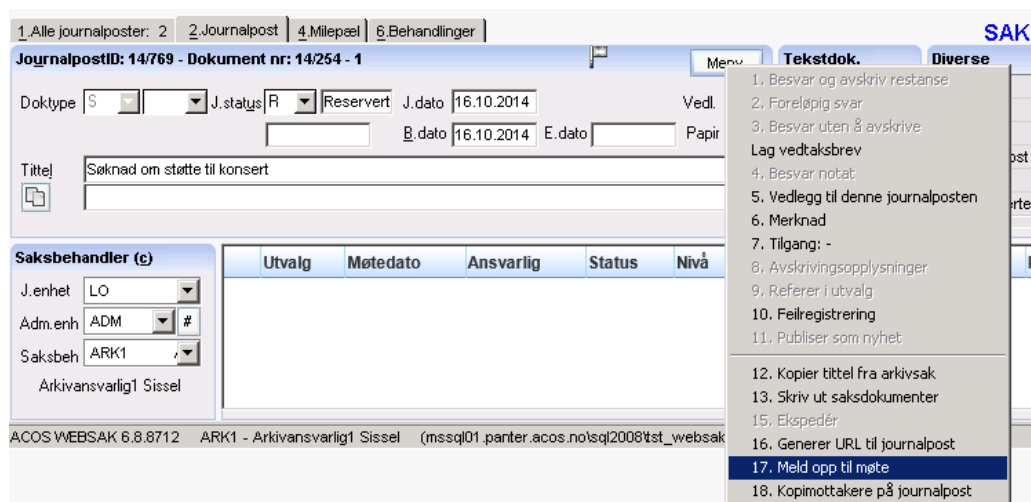 1.Alle journalposter: 2 2.Journalpost 4.Milepæl 6.Behandlinger
SAK
JournalpostID: 14/769 - Dokument nr: 14/254 - 1 Meny Tekstdok. Diverse
Doktype S J.status R Reservert J.dato 16.10.2014 Vedl.
B.dato 16.10.2014 E.dato Papir
Tittel Søknad om støtte til konsert
Saksbehandler (c)
J.enhet LO
Adm.enh ADM #
Saksbeh ARK1
Arkivansvarlig1 Sissel
Utvalg Møtedato Ansvarlig Status Nivå
1. Besvar og avskriv restanse
2. Foreløpig svar
3. Besvar uten å avskrive
Lag vedtaksbrev
4. Besvar notat
5. Vedlegg til denne journalposten
6. Merknad
7. Tilgang: -
8. Avskrivingsopplysninger
9. Referer i utvalg
10. Feilregistrering
11. Publiser som nyhet
12. Kopier tittel fra arkivsak
13. Skriv ut saksdokumenter
15. Ekspedér
16. Generer URL til journalpost
17. Meld opp til møte
18. Kopimottakere på journalpost
ACOS WEBSAK 6.8.8712 ARK1 - Arkivansvarlig1 Sissel (mssql01.panter.acos.no\sql2008\tst_websak